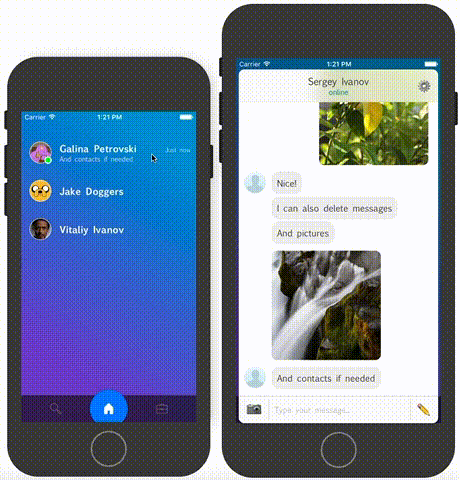 Carrier 1:21 PM
Galina Petrovski Just now
And contacts if needed
Jake Doggers
Vitaliy Ivanov
Carrier 1:21 PM
Sergey Ivanov
online
Nice!
I can also delete messages
And pictures
And contacts if needed
Type your message...